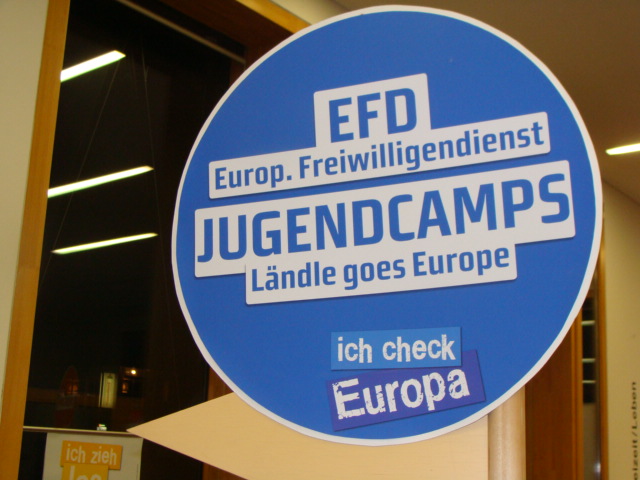 EFD
Europ. Freiwilligendienst
JUGENDCAMPS
Ländle goes Europe
ich check
Europa
ich zieh